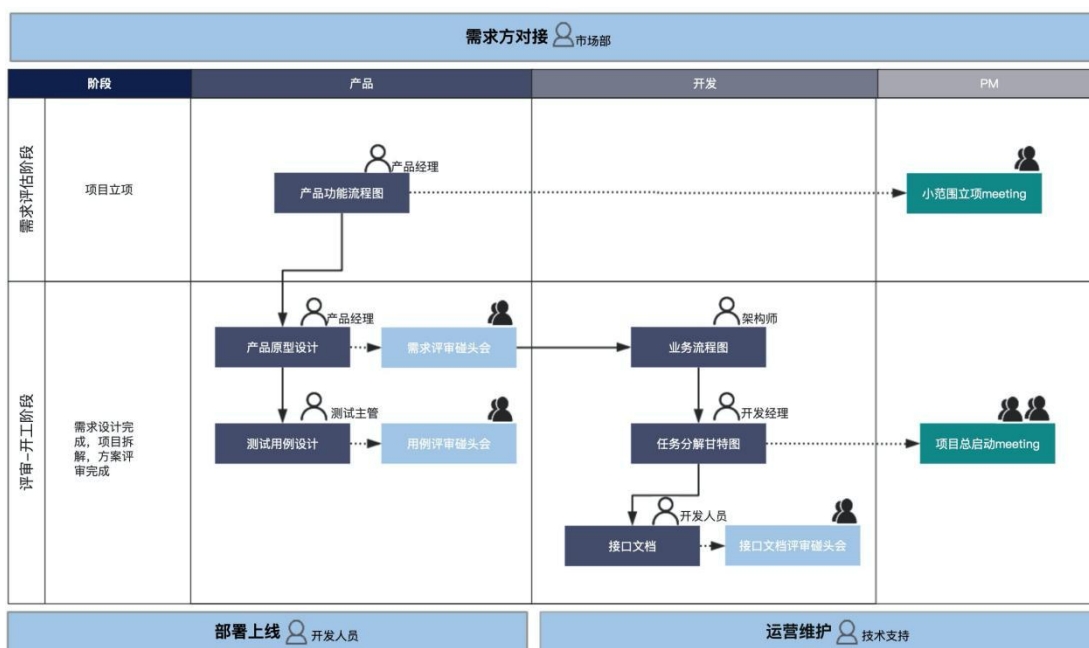 需求方对接 市场部
阶段 产品 开发 PM
需求评估阶段
项目立项
产品经理
产品功能流程图
小范围立项meeting
评审-开工阶段
需求设计完
成，项目拆
解，方案评
审完成
产品经理
架构师
产品原型设计
需求评审碰头会
业务流程图
测试主管
开发经理
测试用例设计
用例评审碰头会
任务分解甘特图
项目总启动meeting
开发人员
接口文档
接口文档评审碰头会
部署上线 开发人员
运营维护 技术支持